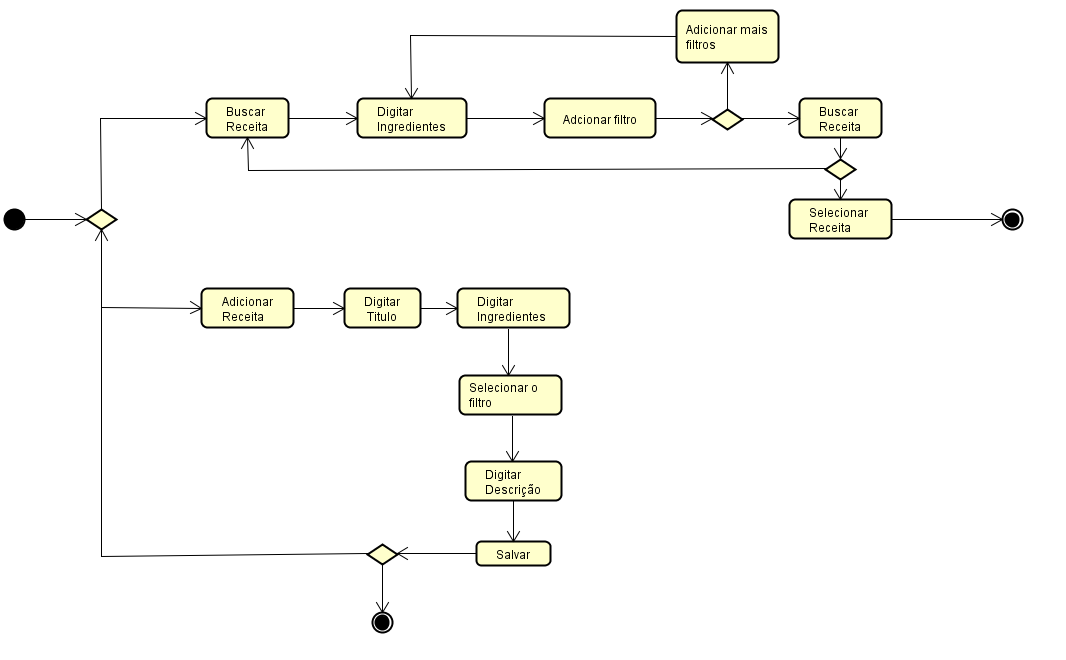 Adicionar mais
filtros
Buscar
Receita
Digitar
Ingredientes
Adcionar filtro
Buscar
Receita
Selecionar
Receita
Adicionar
Receita
Digitar
Titulo
Digitar
Ingredientes
Selecionar o
filtro
Digitar
Descrição
Salvar